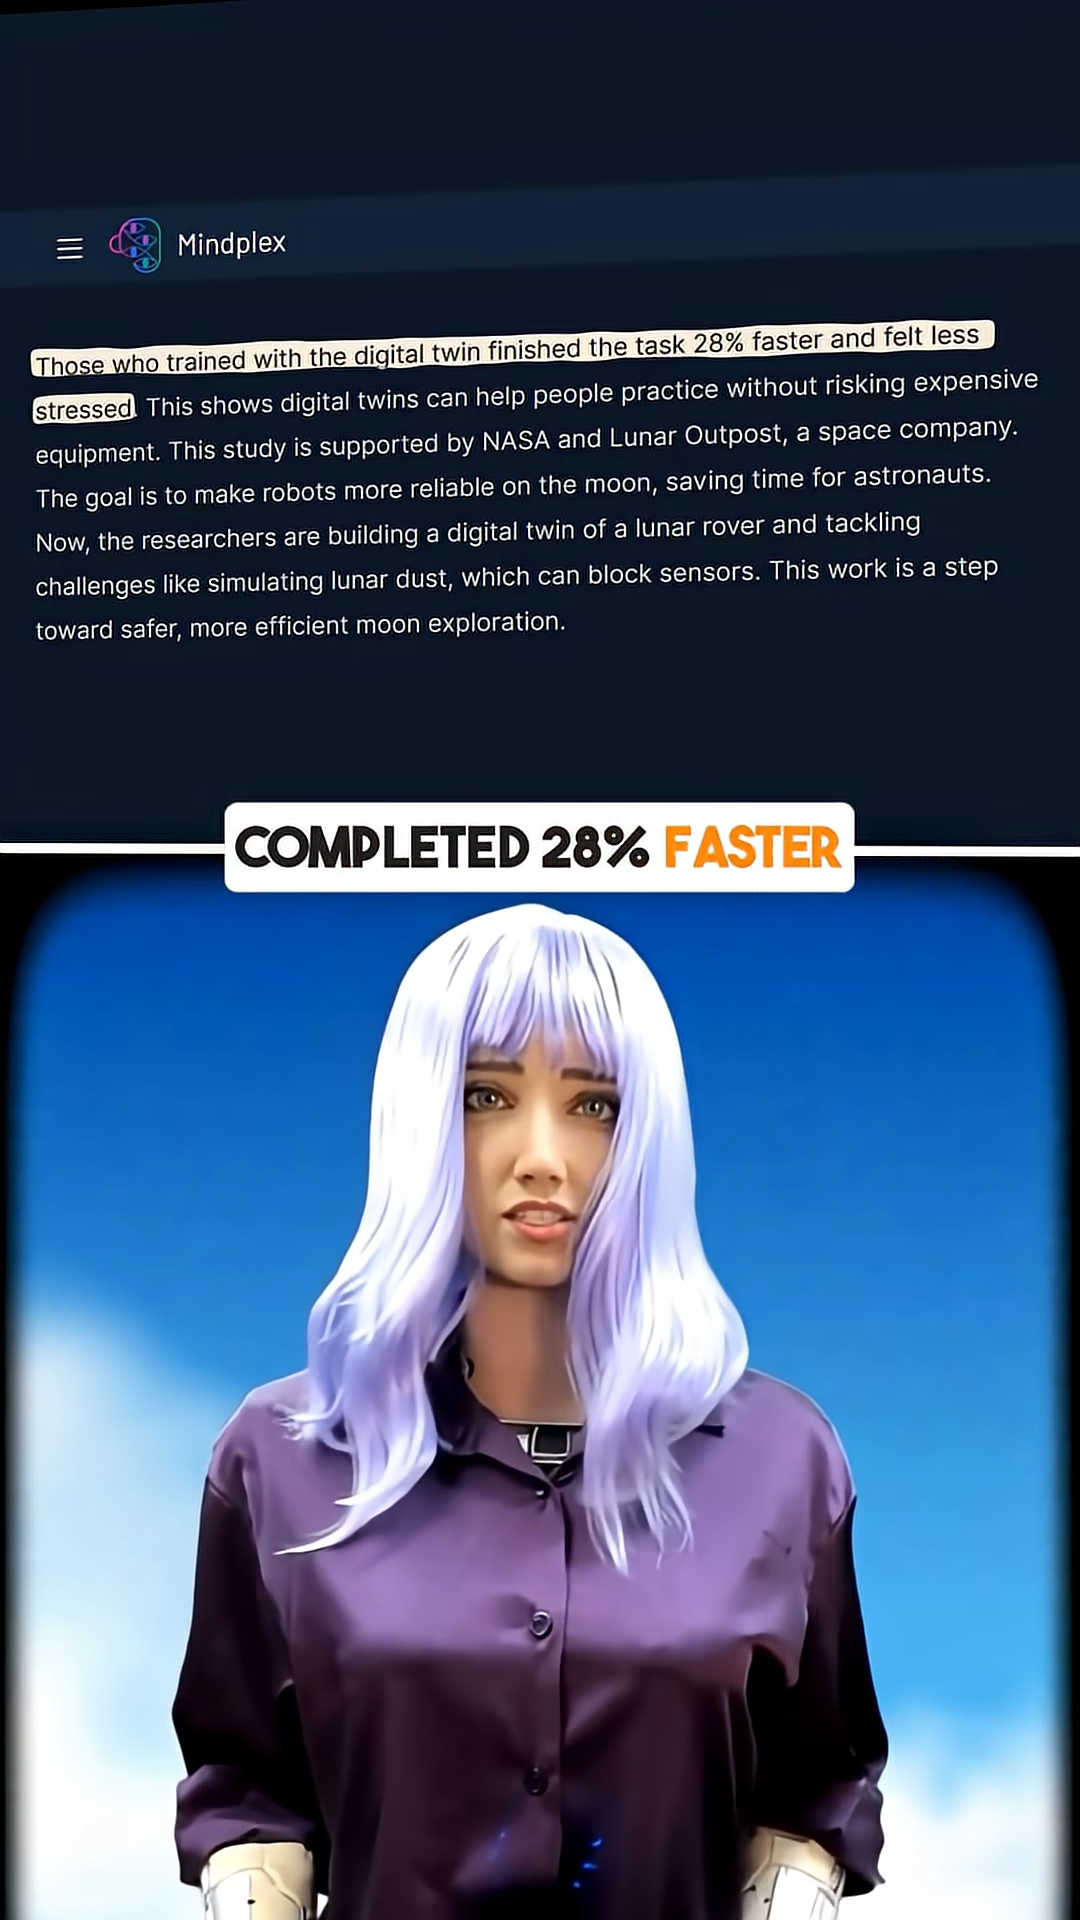 Mindplex
Those who trained with the digital twin finished the task 28% faster and felt less
stressed. This shows digital twins can help people practice without risking expensive
equipment. This study is supported by NASA and Lunar Outpost, a space company.
The goal is to make robots more reliable on the moon, saving time for astronauts.
Now, the researchers are building a digital twin of a lunar rover and tackling
challenges like simulating lunar dust, which can block sensors. This work is a step
toward safer, more efficient moon exploration.
COMPLETED 28% FASTER